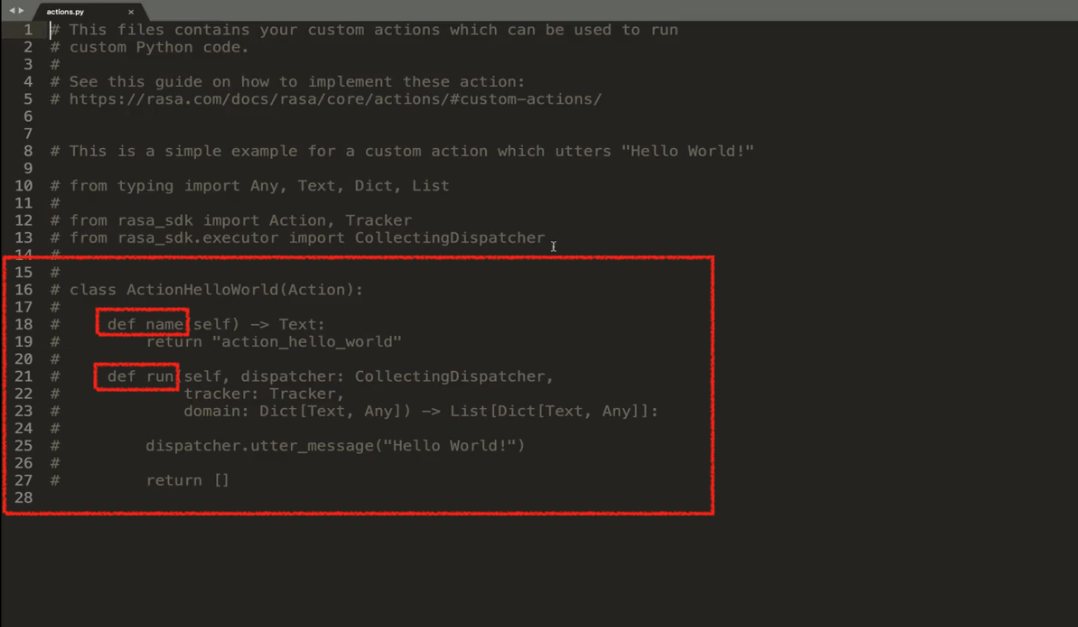 actions.py
1 # This files contains your custom actions which can be used to run
2 # custom Python code.
3 #
4 # See this guide on how to implement these action:
5 # https://rasa.com/docs/rasa/core/actions/#custom-actions/
6
7
8 # This is a simple example for a custom action which utters "Hello World!"
9
10 # from typing import Any, Text, Dict, List
11 #
12 # from rasa_sdk import Action, Tracker
13 # from rasa_sdk.executor import CollectingDispatcher
14 #
15 #
16 # class ActionHelloWorld(Action):
17 #
18 #     def name(self) -> Text:
19 #         return "action_hello_world"
20 #
21 #     def run(self, dispatcher: CollectingDispatcher,
22 #             tracker: Tracker,
23 #             domain: Dict[Text, Any]) -> List[Dict[Text, Any]]:
24 #
25 #         dispatcher.utter_message("Hello World!")
26 #
27 #         return []
28